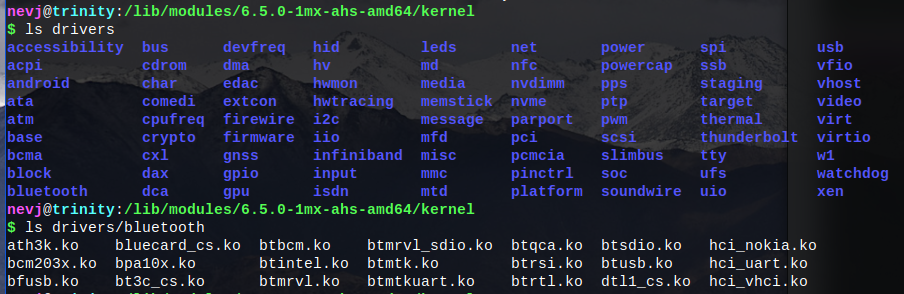 nevj@trinity:/lib/modules/6.5.0-1mx-ahs-amd64/kernel
$ ls drivers
accessibility bus devfreq hid leds net power spi usb
acpi cdrom dma hv md nfc powercap ssb vfio
android char edac hwmon media nvdimm pps staging vhost
ata comedi extcon hwtracing memstick nvme ptp target video
atm cpufreq firewire i2c message parport pwm thermal virt
base crypto firmware iio mfd pci scsi thunderbolt virtio
bcma cxl gnss infiniband misc pcmcia slimbus tty w1
block dax gpio input mmc pinctrl soc ufs watchdog
bluetooth dca gpu isdn mtd platform soundwire uio xen
nevj@trinity:/lib/modules/6.5.0-1mx-ahs-amd64/kernel
$ ls drivers/bluetooth
ath3k.ko bluecard_cs.ko btbcm.ko btmrvl_sdio.ko btqca.ko btsdio.ko hci_nokia.ko
bcm203x.ko bpa10x.ko btintel.ko btmtk.ko btrsi.ko btusb.ko hci_uart.ko
bfusb.ko bt3c_cs.ko btmrvl.ko btmtkuart.ko btrtl.ko dtl1_cs.ko hci_vhci.ko